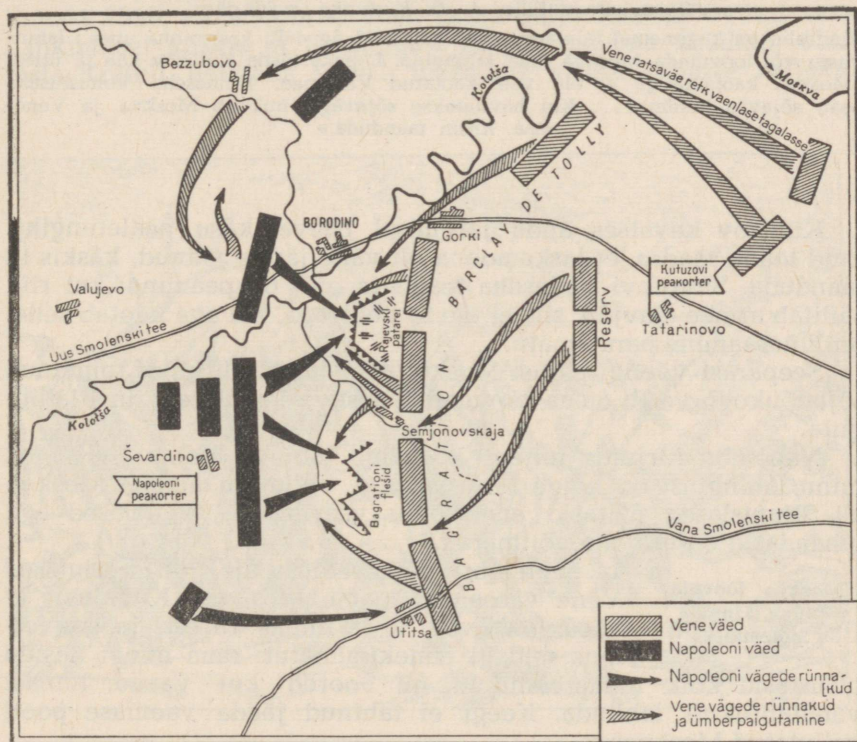 Bezzubovo
Kolotsa
Moskva
Vene ratsaväe retk vaenlase tagalasse
BORODINO
Gorki
BARCLAY DE TOLLY
Kutuzovi
peakorter
Tatarinovo
Valujevo
Uus Smolenski tee
Rajevski patarei
Reserv
Kolotsa
Semjonovskaja
Ševardino
Napoleoni
peakorter
Bagrationi
flešid
BAGRATION
Vana Smolenski tee
Utitsa
Vene väed
Napoleoni väed
Napoleoni vägede rünna-
kud
Vene vägede rünnakud
ja ümberpaigutamine